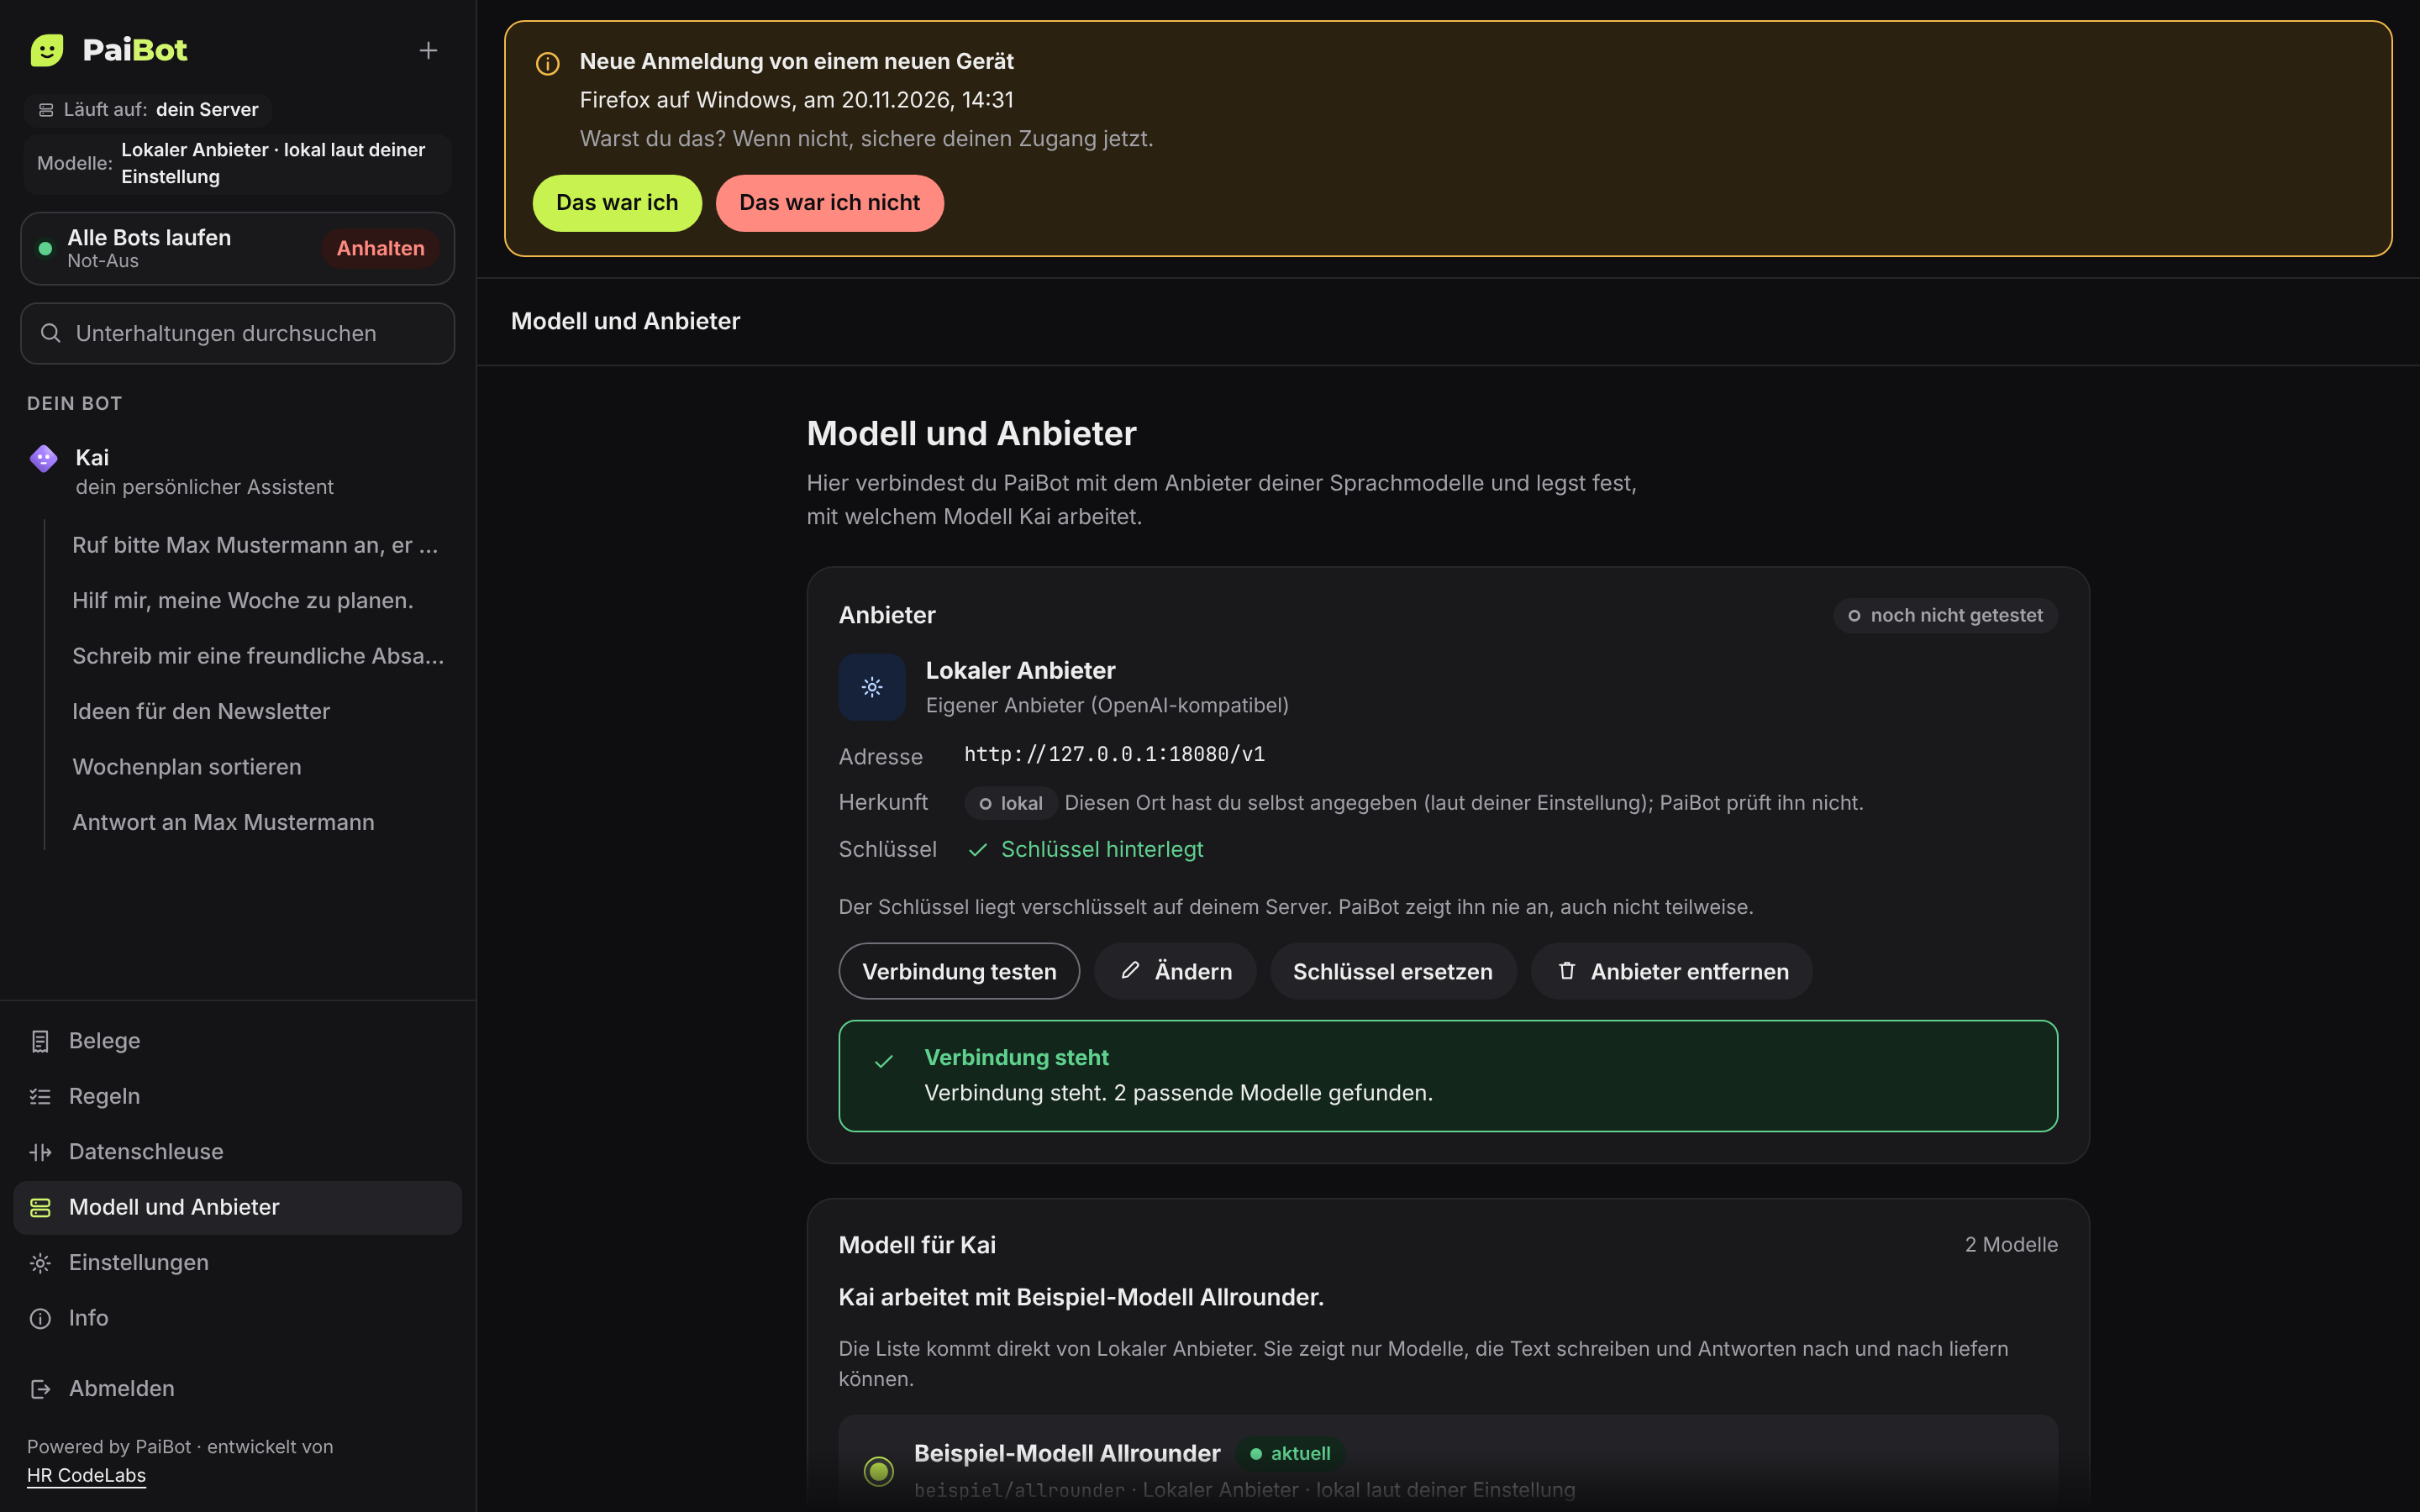 PaiBot
Läuft auf: dein Server
Modelle: Lokaler Anbieter · lokal laut deiner
Einstellung
Alle Bots laufen
Not-Aus
Anhalten
Unterhaltungen durchsuchen
DEIN BOT
Kai
dein persönlicher Assistent
Ruf bitte Max Mustermann an, er ...
Hilf mir, meine Woche zu planen.
Schreib mir eine freundliche Absa...
Ideen für den Newsletter
Wochenplan sortieren
Antwort an Max Mustermann
Belege
Regeln
Datenschleuse
Modell und Anbieter
Einstellungen
Info
Abmelden
Powered by PaiBot · entwickelt von
HR CodeLabs
Neue Anmeldung von einem neuen Gerät
Firefox auf Windows, am 20.11.2026, 14:31
Warst du das? Wenn nicht, sichere deinen Zugang jetzt.
Das war ich
Das war ich nicht
Modell und Anbieter
Modell und Anbieter
Hier verbindest du PaiBot mit dem Anbieter deiner Sprachmodelle und legst fest,
mit welchem Modell Kai arbeitet.
Anbieter
noch nicht getestet
Lokaler Anbieter
Eigener Anbieter (OpenAI-kompatibel)
Adresse http://127.0.0.1:18080/v1
Herkunft lokal Diesen Ort hast du selbst angegeben (laut deiner Einstellung); PaiBot prüft ihn nicht.
Schlüssel Schlüssel hinterlegt
Der Schlüssel liegt verschlüsselt auf deinem Server. PaiBot zeigt ihn nie an, auch nicht teilweise.
Verbindung testen
Ändern
Schlüssel ersetzen
Anbieter entfernen
Verbindung steht
Verbindung steht. 2 passende Modelle gefunden.
Modell für Kai
2 Modelle
Kai arbeitet mit Beispiel-Modell Allrounder.
Die Liste kommt direkt von Lokaler Anbieter. Sie zeigt nur Modelle, die Text schreiben und Antworten nach und nach liefern
können.
Beispiel-Modell Allrounder
aktuell
beispiel/allrounder · Lokaler Anbieter · lokal laut deiner Einstellung